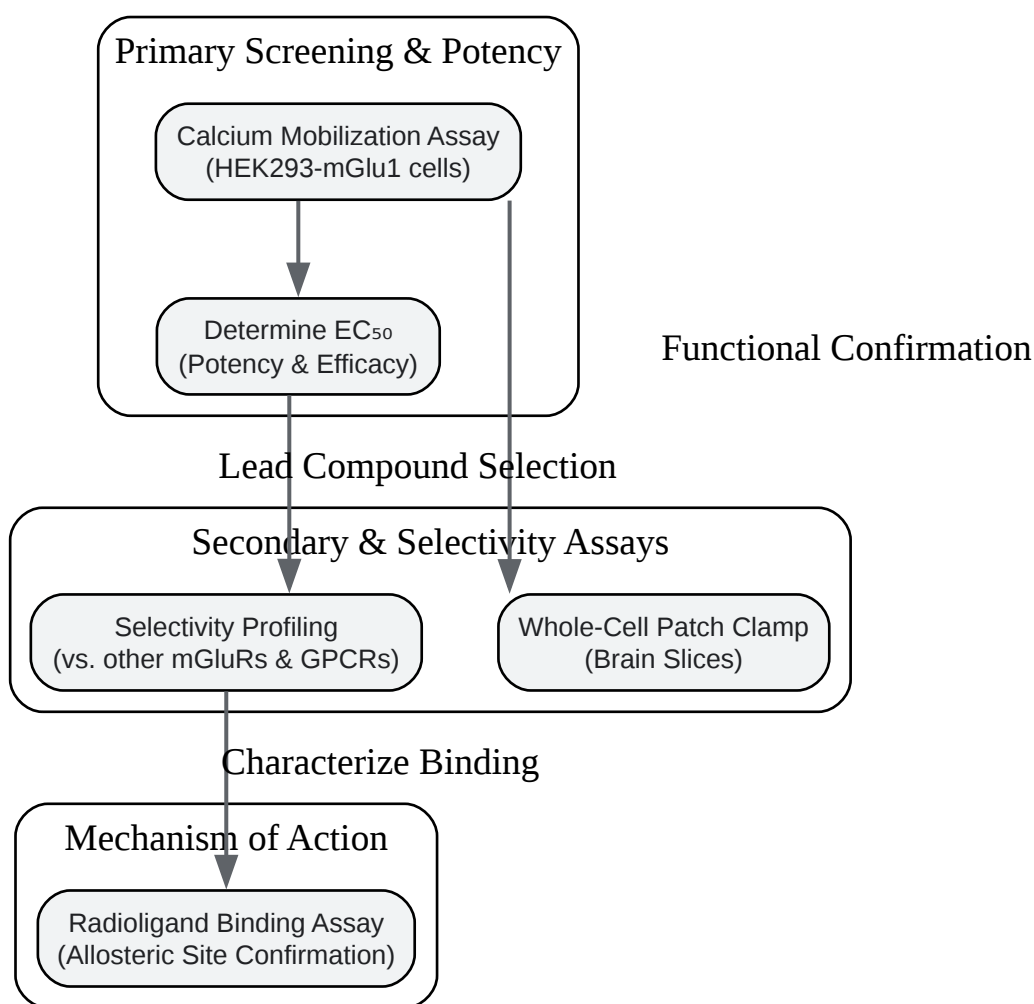 Primary Screening & Potency
Calcium Mobilization Assay
(HEK293-mGlu1 cells)
Determine EC₅₀
(Potency & Efficacy)
Functional Confirmation
Lead Compound Selection
Secondary & Selectivity Assays
Selectivity Profiling
(vs. other mGluRs & GPCRs)
Whole-Cell Patch Clamp
(Brain Slices)
Characterize Binding
Mechanism of Action
Radioligand Binding Assay
(Allosteric Site Confirmation)